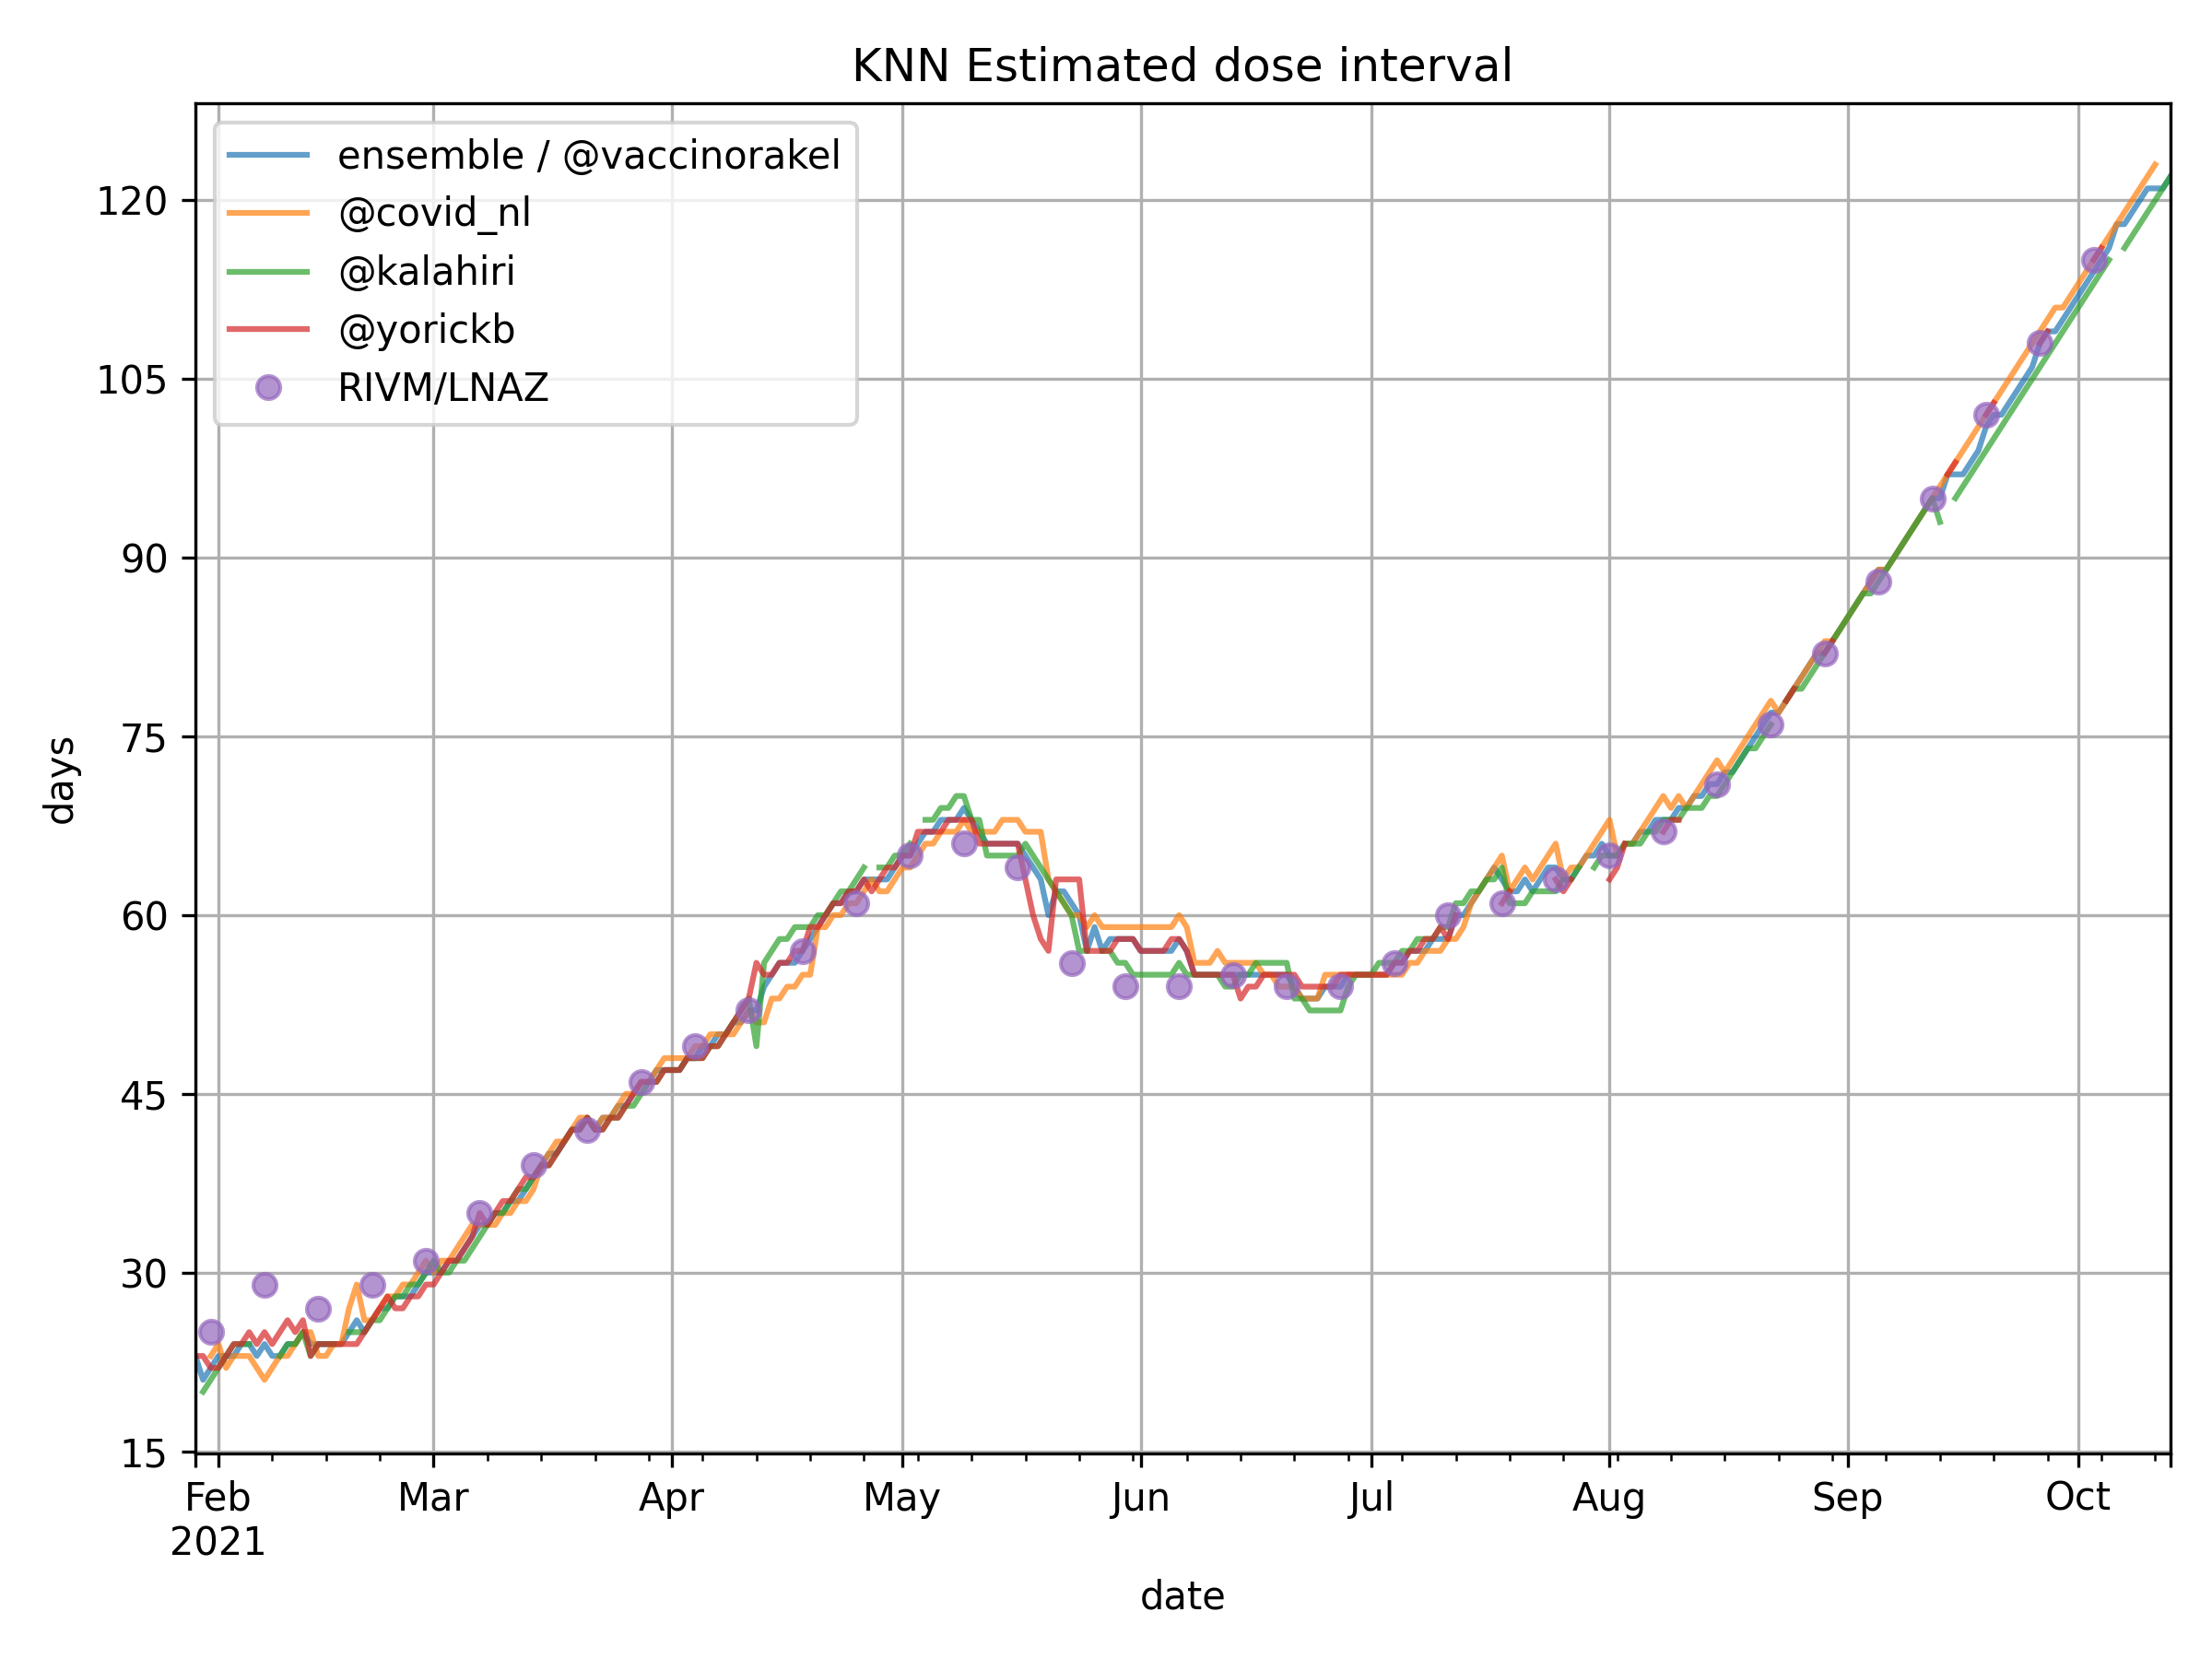 KNN Estimated dose interval
ensemble / @vaccinorakel
@covid_nl
@kalahiri
@yorickb
RIVM/LNAZ
120
105
90
75
60
45
30
15
days
Feb Mar Apr May Jun Jul Aug Sep Oct
2021
date